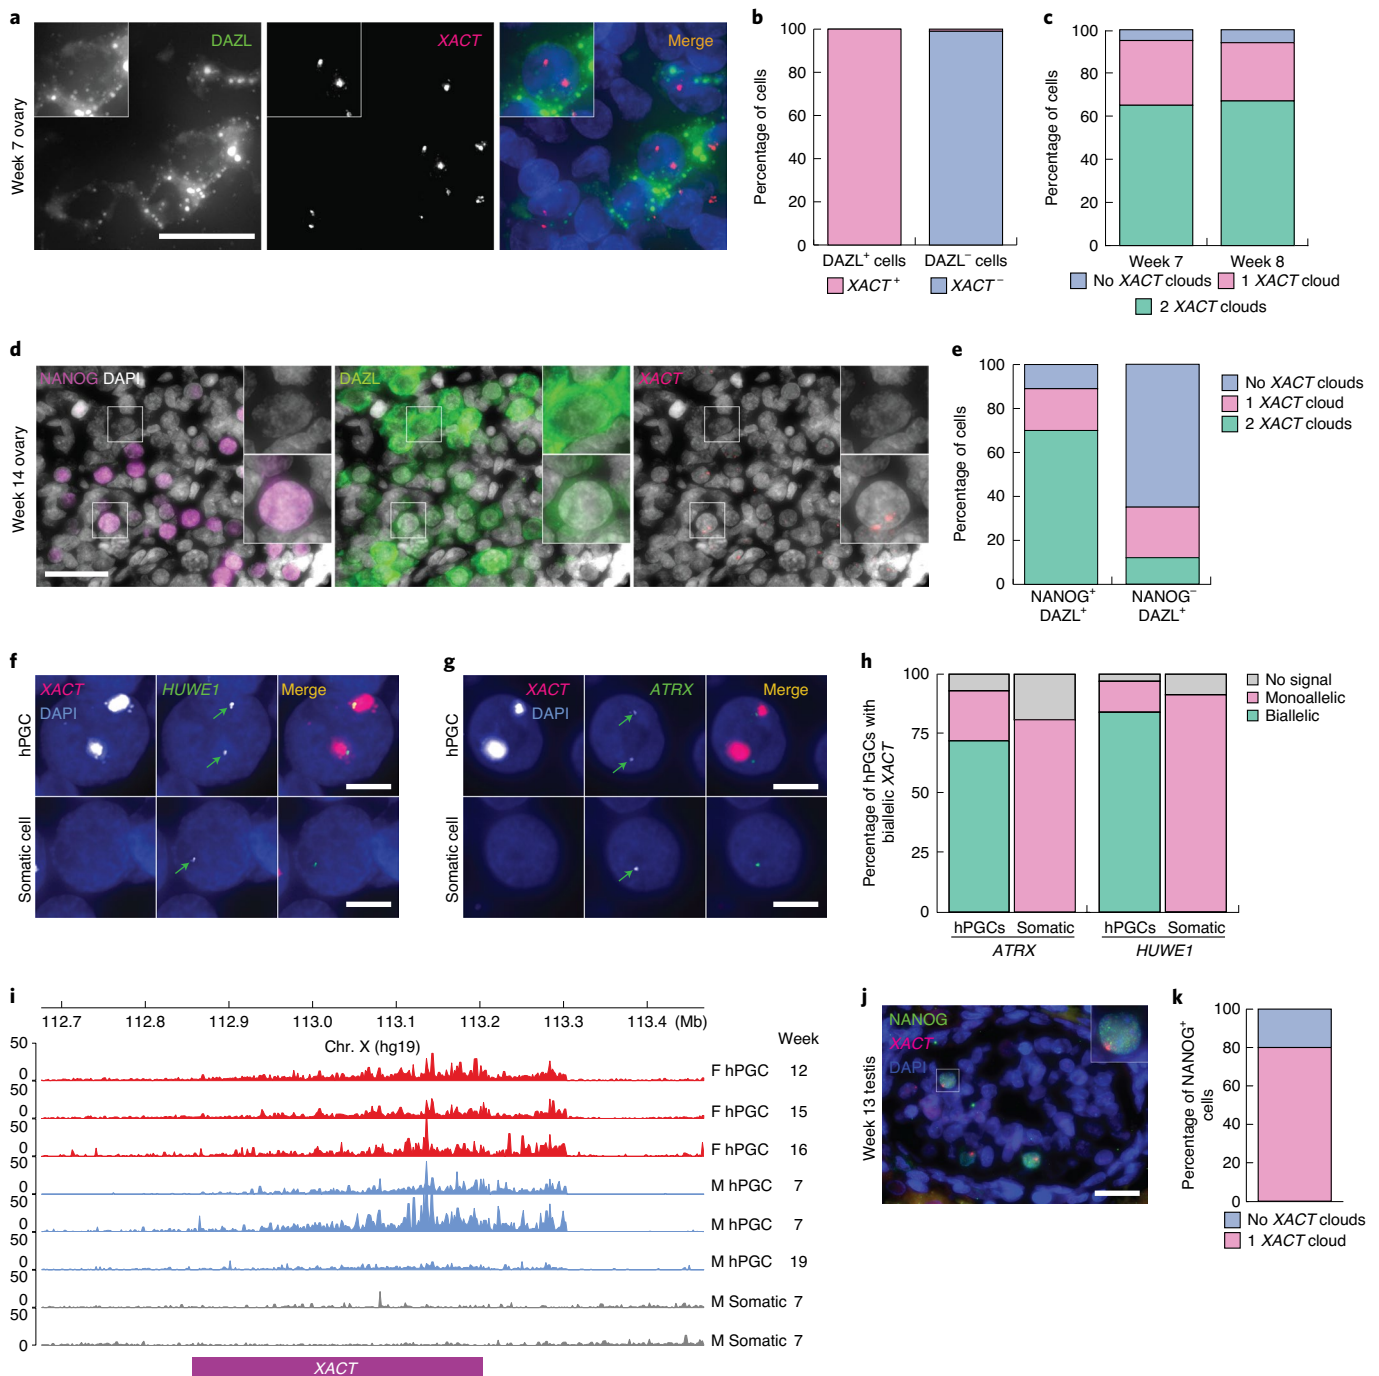 a
DAZL
XACT
Merge
Week 7 ovary
b
Percentage of cells
100
80
60
40
20
0
DAZL+ cells
DAZL− cells
XACT+
XACT−
c
Percentage of cells
100
80
60
40
20
0
Week 7
Week 8
No XACT clouds
1 XACT cloud
2 XACT clouds
d
NANOG DAPI
DAZL
XACT
Week 14 ovary
e
Percentage of cells
100
80
60
40
20
0
NANOG+
DAZL+
NANOG−
DAZL+
No XACT clouds
1 XACT cloud
2 XACT clouds
f
XACT
DAPI
HUWE1
Merge
hPGC
Somatic cell
g
XACT
DAPI
ATRX
Merge
hPGC
Somatic cell
h
Percentage of hPGCs with
biallelic XACT
100
75
50
25
0
hPGCs Somatic
ATRX
hPGCs Somatic
HUWE1
No signal
Monoallelic
Biallelic
i
112.7 112.8 112.9 113.0 113.1 113.2 113.3 113.4 (Mb)
Chr. X (hg19)
Week
50
0
F hPGC 12
50
0
F hPGC 15
50
0
F hPGC 16
50
0
M hPGC 7
50
0
M hPGC 7
50
0
M hPGC 19
50
0
M Somatic 7
50
0
M Somatic 7
XACT
j
NANOG
XACT
DAPI
Week 13 testis
k
Percentage of NANOG+
cells
100
80
60
40
20
0
No XACT clouds
1 XACT cloud